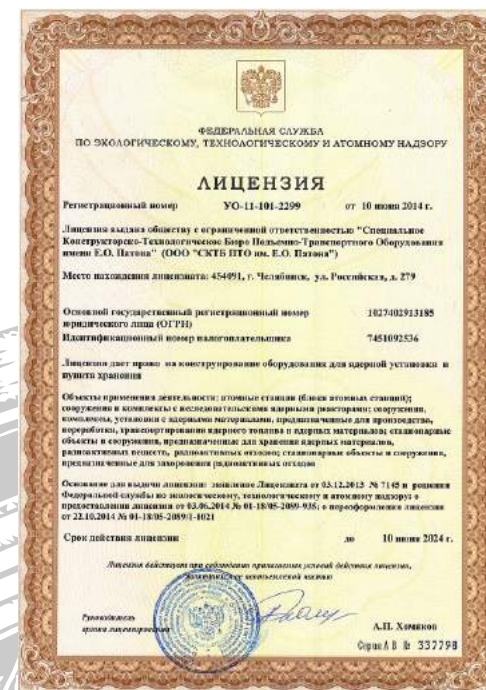 ФЕДЕРАЛЬНАЯ СЛУЖБА
ПО ЭКОЛОГИЧЕСКОМУ, ТЕХНОЛОГИЧЕСКОМУ И АТОМНОМУ НАДЗОРУ
ЛИЦЕНЗИЯ
Регистрационный номер УО-11-101-2299 от 10 июня 2014 г.
Лицензия выдана обществу с ограниченной ответственностью "Специальное
Конструкторско-Технологическое Бюро Подъемно-Транспортного Оборудования
имени Е.О. Патона" (ООО "СКТБ ПТО им. Е.О. Патона")
Место нахождения лицензиата: 454091, г. Челябинск, ул. Российская, д. 279
Основной государственный регистрационный номер 1027402913185
юридического лица (ОГРН)
Идентификационный номер налогоплательщика 7451092536
Лицензия дает право на конструирование оборудования для ядерной установки и
пункта хранения
Объекты применения деятельности: атомные станции (блоки атомных станций);
сооружения и комплексы с исследовательскими ядерными реакторами; сооружения,
комплексы, установки с ядерными материалами, предназначенные для производства,
переработки, транспортирования ядерного топлива и ядерных материалов; стационарные
объекты и сооружения, предназначенные для хранения ядерных материалов,
радиоактивных веществ, радиоактивных отходов; стационарные объекты и сооружения,
предназначенные для захоронения радиоактивных отходов
Основание для выдачи лицензии: заявление Лицензиата от 03.12.2013 № 7145 и решения
Федеральной службы по экологическому, технологическому и атомному надзору о
предоставлении лицензии от 03.06.2014 № 01-18/05-2059-935; о переоформлении лицензии
от 22.10.2014 № 01-18/05-2059/1-1021
Срок действия лицензии до 10 июня 2024 г.
Лицензия действует при соблюдении прилагаемых условий действия лицензии,
являющихся ее неотъемлемой частью
Руководитель
органа лицензирования А.П. Хомяков
Серия А В № 337798